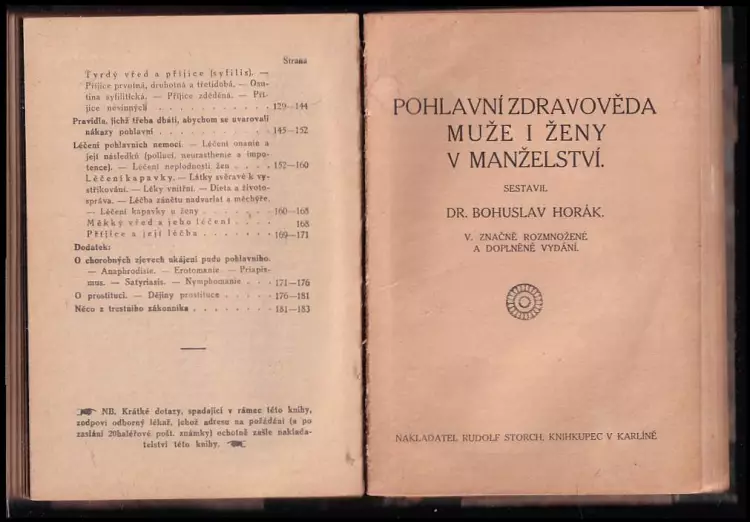 Strana
Tvrdý vřed a příjice (syfilis). —
Příjice prvotná, druhotná a třetidobá. — Osu-
tina syfilitická. — Příjice zděděná. — Pří-
jice nevinných . . . . . . . . . . 129—144
Pravidla, jichž třeba dbáti, abychom se uvarovali
nákazy pohlavní . . . . . . . . . . 145—152
Léčení pohlavních nemocí. — Léčení onanie a
její následků (polluci, neurasthenie a impo-
tence). — Léčení neplodnosti žen . . . . 152—160
Léčení kapavky. — Látky svěravé k vy-
střikování. — Léky vnitřní. — Dieta a životo-
správa. — Léčba zánětu nadvarlat a měchýře.
— Léčení kapavky u ženy . . . . . . . 160—168
Měkký vřed a jeho léčení . . . . 168
Příjice a její léčba . . . . . . . 169—171
Dodatek:
O chorobných zjevech ukájení pudu pohlavního.
— Anaphrodisie. — Erotomanie. — Priapis-
mus. — Satyriasis. — Nymphomanie . . . 171—176
O prostituci. — Dějiny prostituce . . . . . 176—181
Něco z trestního zákonníka . . . . . . . 181—183
NB. Krátké dotazy, spadající v rámec této knihy,
zodpoví odborný lékař, jehož adresu na požádání (a po
zaslání 20haléřové pošt. známky) ochotně zašle naklada-
telství této knihy.
POHLAVNÍ ZDRAVOVĚDA
MUŽE I ŽENY
V MANŽELSTVÍ.
SESTAVIL
DR. BOHUSLAV HORÁK.
V. ZNAČNĚ ROZMNOŽENÉ
A DOPLNĚNÉ VYDÁNÍ.
NAKLADATEL RUDOLF STORCH, KNIHKUPEC V KARLÍNĚ